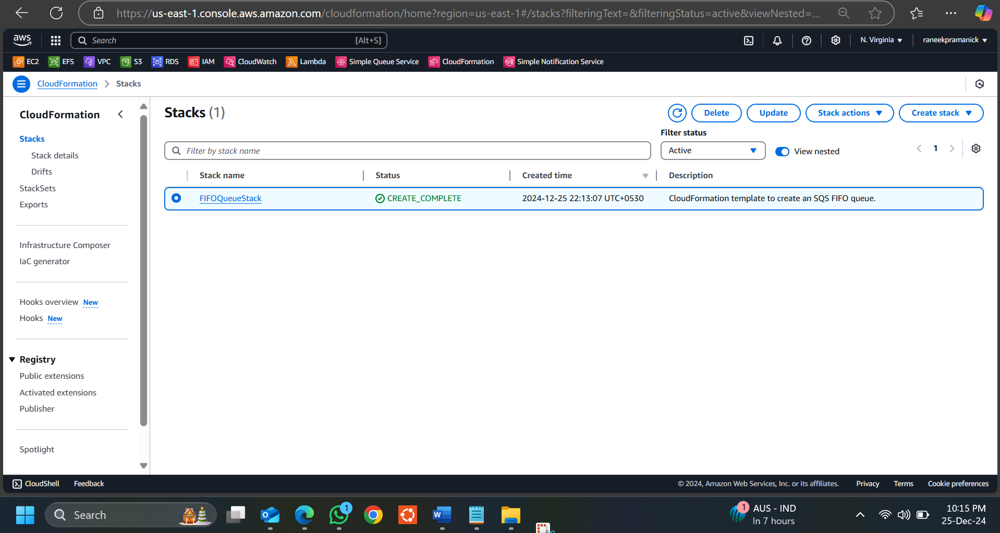 https://us-east-1.console.aws.amazon.com/cloudformation/home?region=us-east-1#/stacks?filteringText=&filteringStatus=active&viewNested=...
aws
Search [Alt+S]
N. Virginia
raneekpramanick
EC2 EFS VPC S3 RDS IAM CloudWatch Lambda Simple Queue Service CloudFormation Simple Notification Service
CloudFormation > Stacks
CloudFormation
Stacks
Stack details
Drifts
StackSets
Exports
Infrastructure Composer
IaC generator
Hooks overview New
Hooks New
Registry
Public extensions
Activated extensions
Publisher
Spotlight
Stacks (1)
Delete
Update
Stack actions
Create stack
Filter by stack name
Filter status
Active
View nested
1
Stack name Status Created time Description
FIFOQueueStack CREATE_COMPLETE 2024-12-25 22:13:07 UTC+0530 CloudFormation template to create an SQS FIFO queue.
CloudShell Feedback
© 2024, Amazon Web Services, Inc. or its affiliates. Privacy Terms Cookie preferences
Search
1
W
1
AUS - IND
In 7 hours
10:15 PM
25-Dec-24